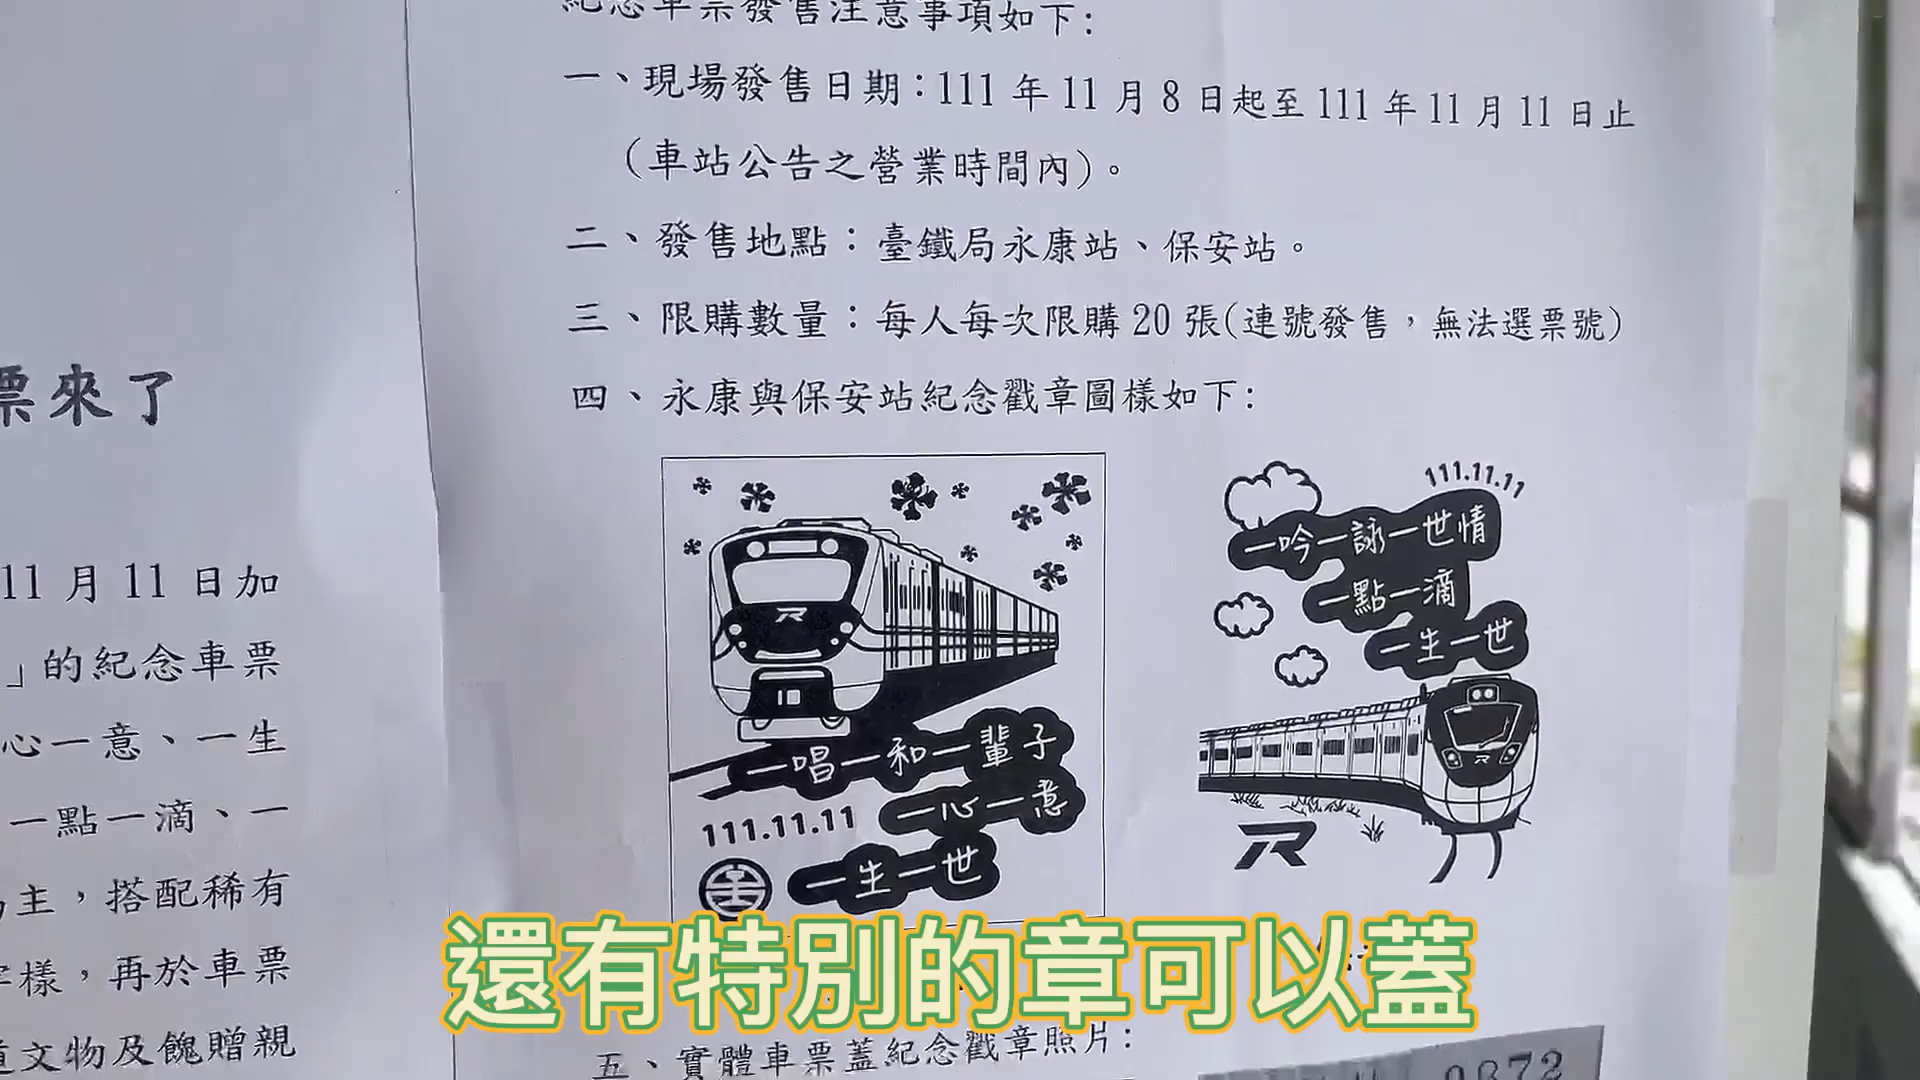 票來了
11月11日加
」的紀念車票
心一意、一生
一點一滴、一
主，搭配稀有
字樣，再於車票
文物及餽贈親
紀念車票發售注意事項如下:
一、現場發售日期：111年11月8日起至111年11月11日止
（車站公告之營業時間內）。
二、發售地點：臺鐵局永康站、保安站。
三、限購數量：每人每次限購20張(連號發售，無法選票號)
四、永康與保安站紀念戳章圖樣如下:
一唱一和一輩子
一心一意
111.11.11
一生一世
111.11.11
一吟一詠一世情
一點一滴
一生一世
還有特別的章可以蓋
五、實體車票蓋紀念戳章照片: